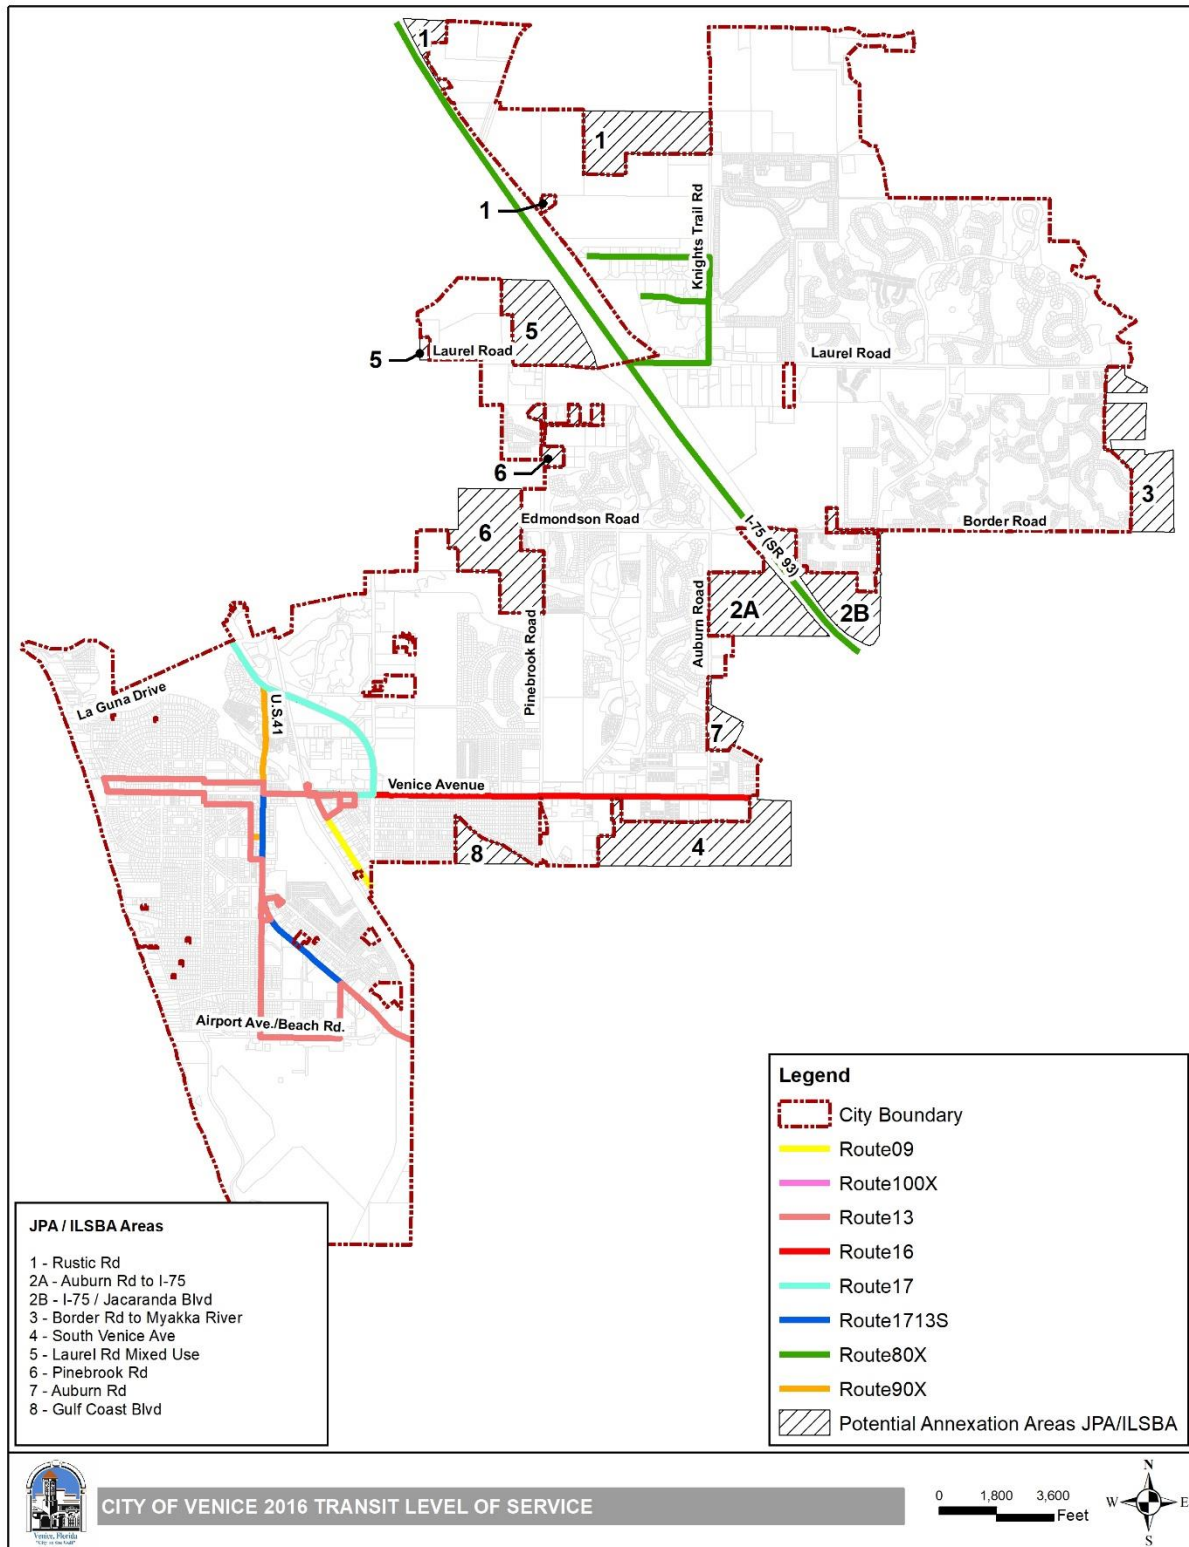 1
1
1
Knights Trail Rd
5
5
Laurel Road
Laurel Road
6
3
6
Edmondson Road
I-75 (SR 93)
Border Road
2A
2B
Auburn Road
Pinebrook Road
La Guna Drive
U.S.41
7
Venice Avenue
8
4
Airport Ave./Beach Rd.
JPA / ILSBA Areas
1 - Rustic Rd
2A - Auburn Rd to I-75
2B - I-75 / Jacaranda Blvd
3 - Border Rd to Myakka River
4 - South Venice Ave
5 - Laurel Rd Mixed Use
6 - Pinebrook Rd
7 - Auburn Rd
8 - Gulf Coast Blvd
Legend
City Boundary
Route09
Route100X
Route13
Route16
Route17
Route1713S
Route80X
Route90X
Potential Annexation Areas JPA/ILSBA
Venice, Florida
"City on the Gulf"
CITY OF VENICE 2016 TRANSIT LEVEL OF SERVICE
0 1,800 3,600
Feet
N
W E
S